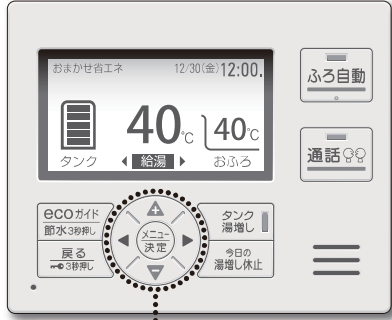 おまかせ省エネ 12/30(金)12:00
ふろ自動
40℃ 40℃
タンク 給湯 おふろ
通話
ecoガイド
節水3秒押し
戻る
3秒押し
メニュー
決定
タンク
湯増し
今日の
湯増し休止